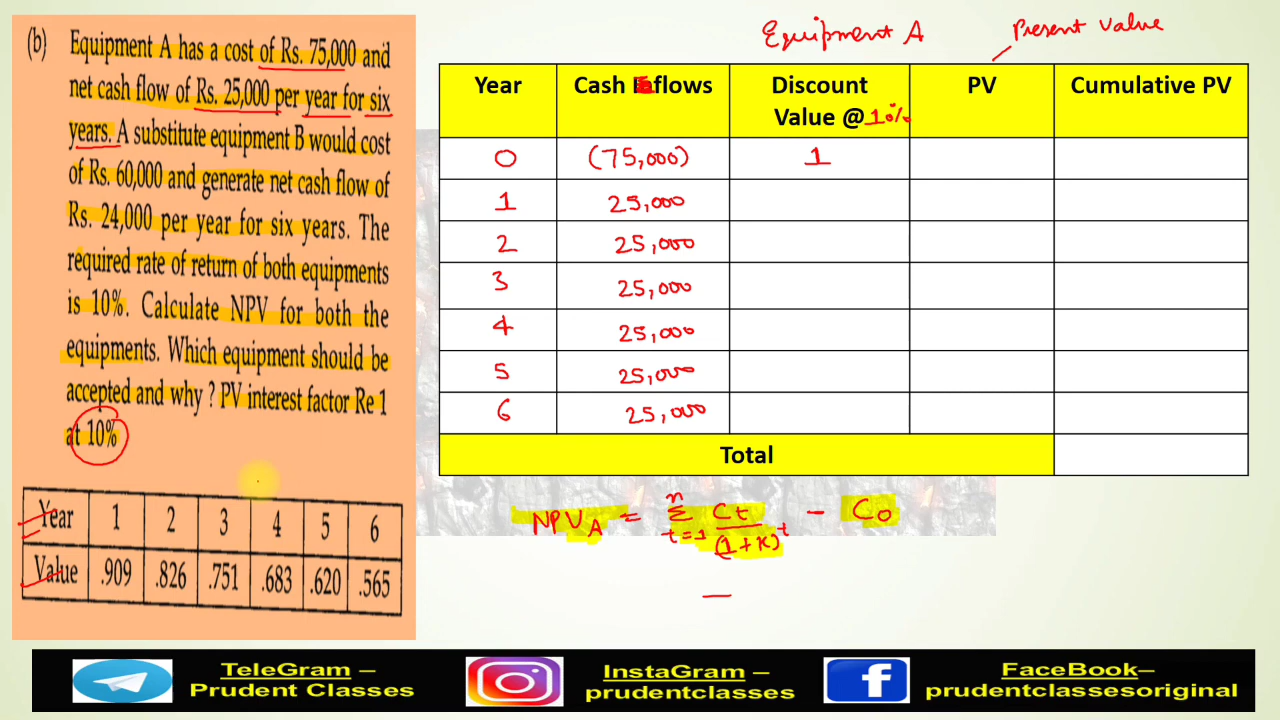 (b) Equipment A has a cost of Rs. 75,000 and
net cash flow of Rs. 25,000 per year for six
years. A substitute equipment B would cost
of Rs. 60,000 and generate net cash flow of
Rs. 24,000 per year for six years. The
required rate of return of both equipments
is 10%. Calculate NPV for both the
equipments. Which equipment should be
accepted and why ? PV interest factor Re 1
at 10%
Year 1 2 3 4 5 6
Value .909 .826 .751 .683 .620 .565
Equipment A
Present Value
Year Cash flows Discount Value @ 10% PV Cumulative PV
0 (75,000) 1
1 25,000
2 25,000
3 25,000
4 25,000
5 25,000
6 25,000
Total
NPV_A = n Σ t=1 Ct/(1+K)^t - C0
TeleGram –
Prudent Classes
InstaGram –
prudentclasses
FaceBook–
prudentclassesoriginal